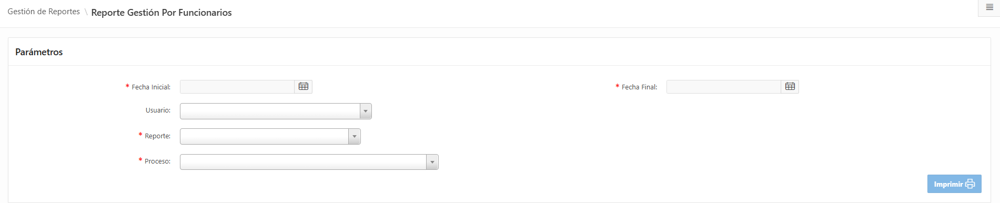 Gestión de Reportes \ Reporte Gestión Por Funcionarios
Parámetros
* Fecha Inicial:
* Fecha Final:
Usuario:
* Reporte:
* Proceso:
Imprimir